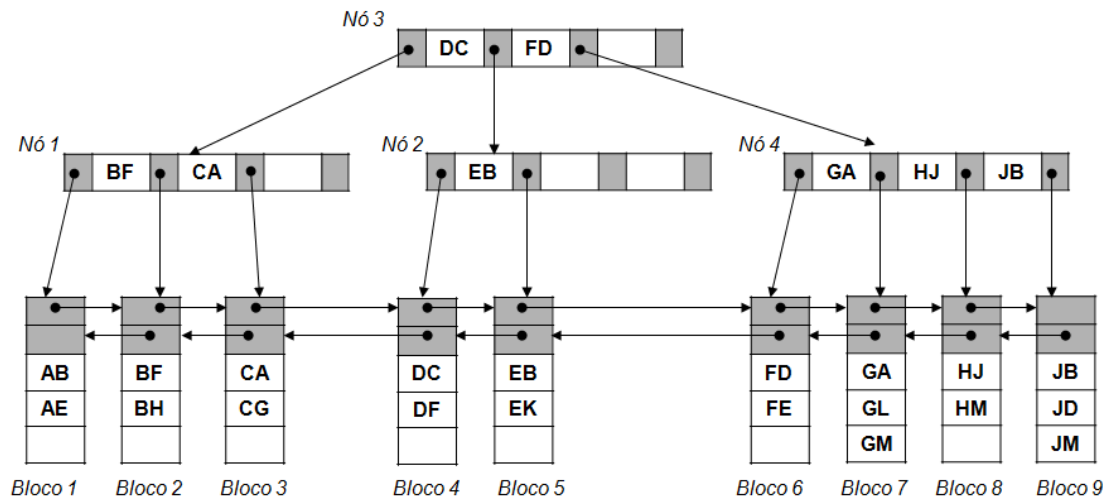 Nó 3
DC FD
Nó 1 Nó 2 Nó 4
BF CA EB GA HJ JB
AB BF CA DC EB FD GA HJ JB
AE BH CG DF EK FE GL HM JD
GM JM
Bloco 1 Bloco 2 Bloco 3 Bloco 4 Bloco 5 Bloco 6 Bloco 7 Bloco 8 Bloco 9